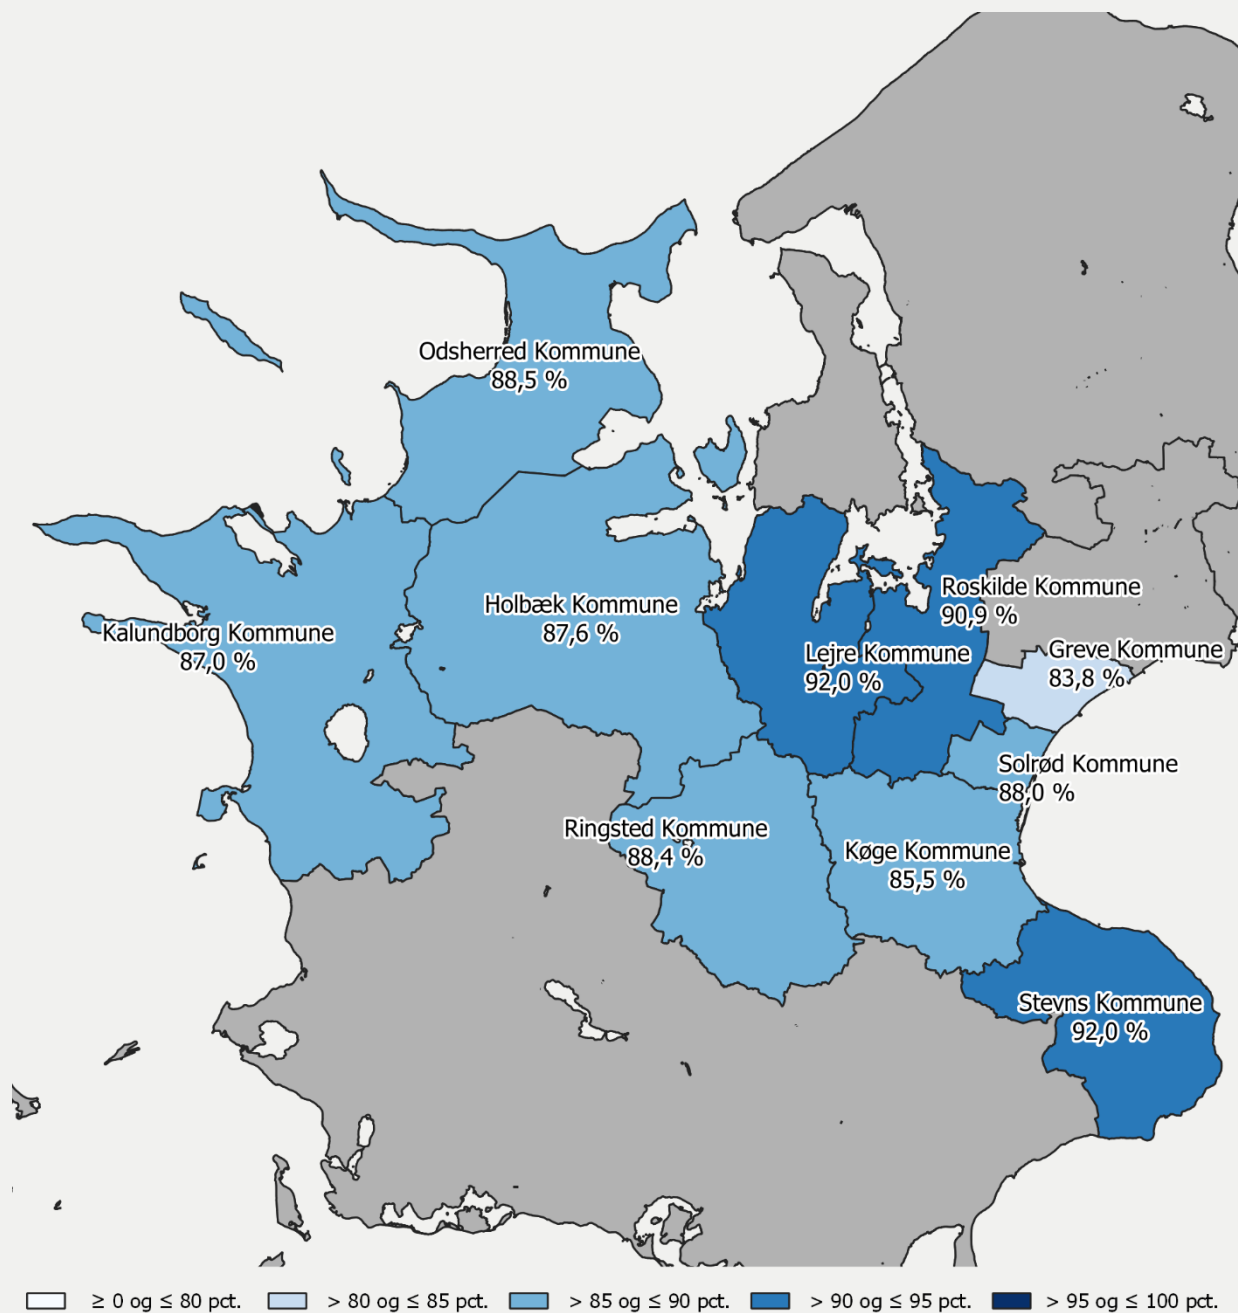 Odsherred Kommune
88,5 %
Roskilde Kommune
90,9 %
Holbæk Kommune
87,6 %
Kalundborg Kommune
87,0 %
Lejre Kommune
92,0 %
Greve Kommune
83,8 %
Solrød Kommune
88,0 %
Ringsted Kommune
88,4 %
Køge Kommune
85,5 %
Stevns Kommune
92,0 %
≥ 0 og ≤ 80 pct.
> 80 og ≤ 85 pct.
> 85 og ≤ 90 pct.
> 90 og ≤ 95 pct.
> 95 og ≤ 100 pct.